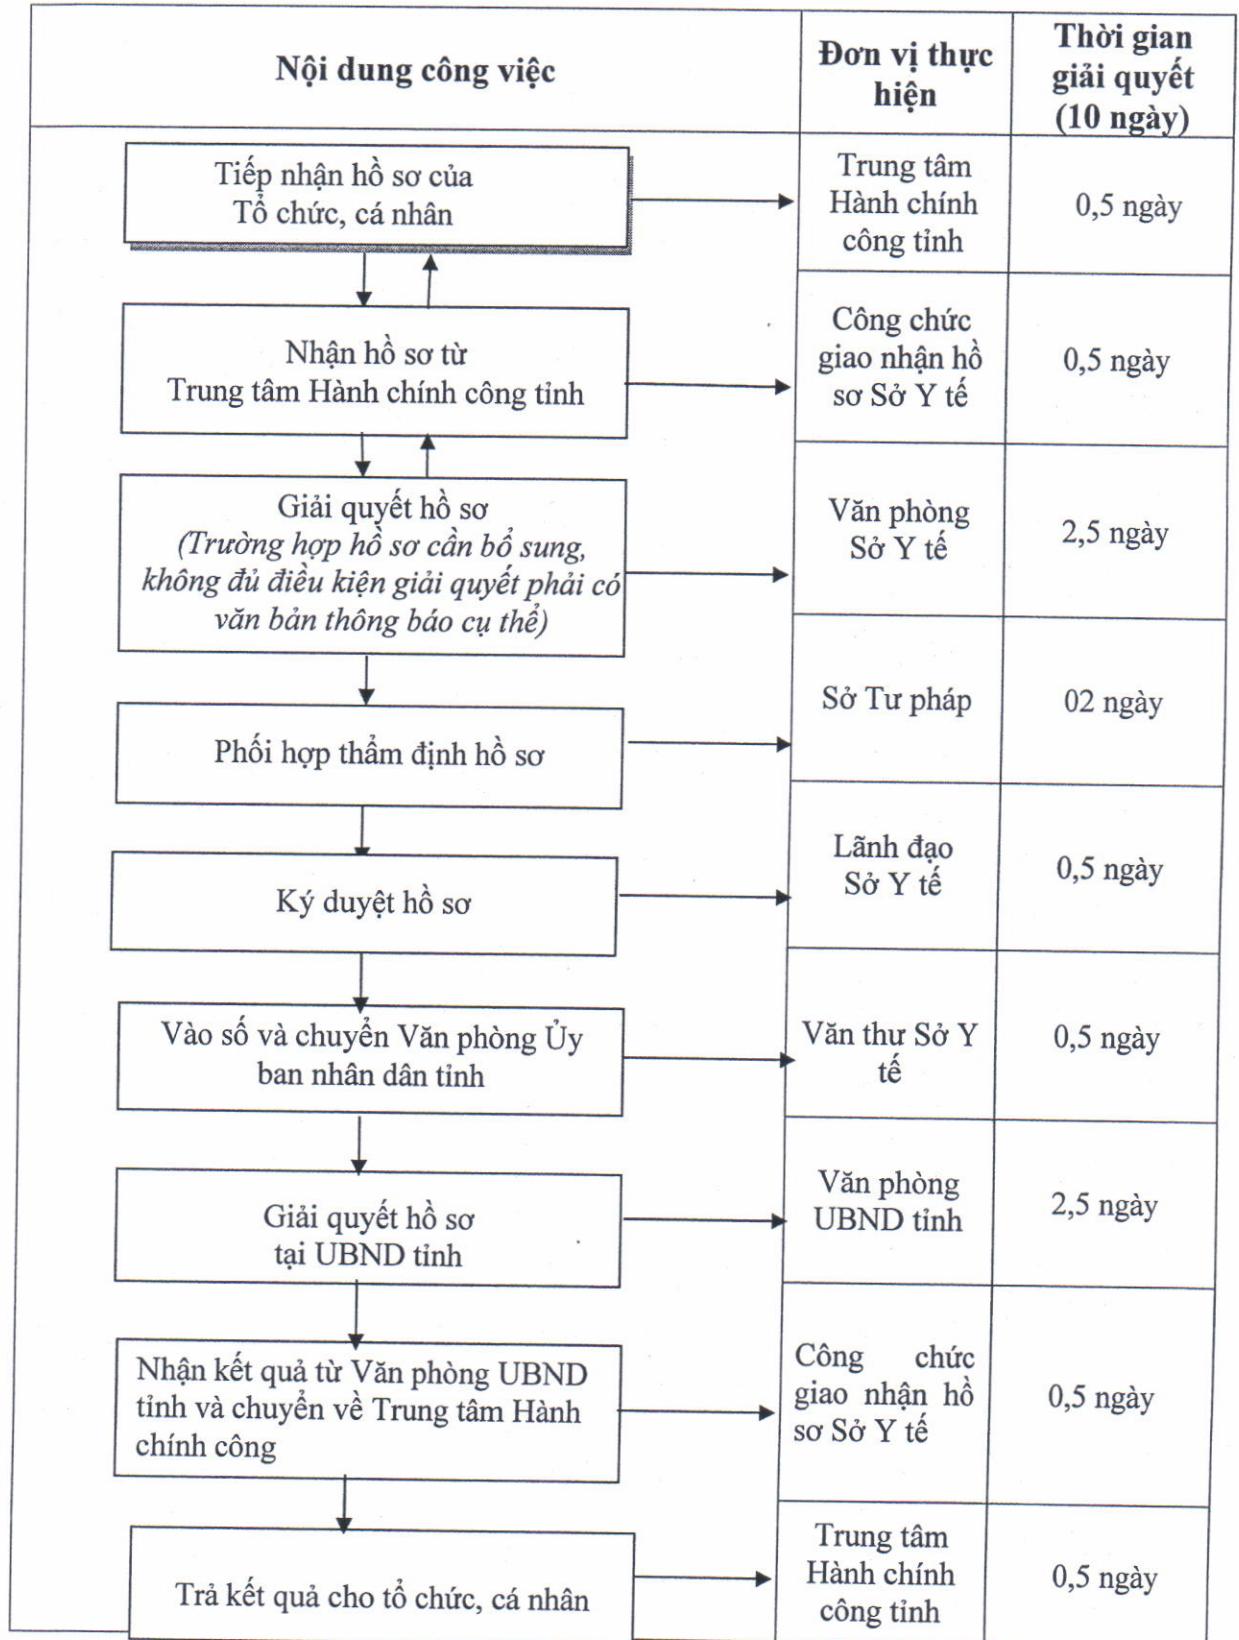 Nội dung công việc
Đơn vị thực
hiện
Thời gian
giải quyết
(10 ngày)
Tiếp nhận hồ sơ của
Tổ chức, cá nhân
Trung tâm
Hành chính
công tỉnh
0,5 ngày
Nhận hồ sơ từ
Trung tâm Hành chính công tỉnh
Công chức
giao nhận hồ
sơ Sở Y tế
0,5 ngày
Giải quyết hồ sơ
(Trường hợp hồ sơ cần bổ sung,
không đủ điều kiện giải quyết phải có
văn bản thông báo cụ thể)
Văn phòng
Sở Y tế
2,5 ngày
Phối hợp thẩm định hồ sơ
Sở Tư pháp
02 ngày
Ký duyệt hồ sơ
Lãnh đạo
Sở Y tế
0,5 ngày
Vào số và chuyển Văn phòng Ủy
ban nhân dân tỉnh
Văn thư Sở Y
tế
0,5 ngày
Giải quyết hồ sơ
tại UBND tỉnh
Văn phòng
UBND tỉnh
2,5 ngày
Nhận kết quả từ Văn phòng UBND
tỉnh và chuyển về Trung tâm Hành
chính công
Công chức
giao nhận hồ
sơ Sở Y tế
0,5 ngày
Trả kết quả cho tổ chức, cá nhân
Trung tâm
Hành chính
công tỉnh
0,5 ngày